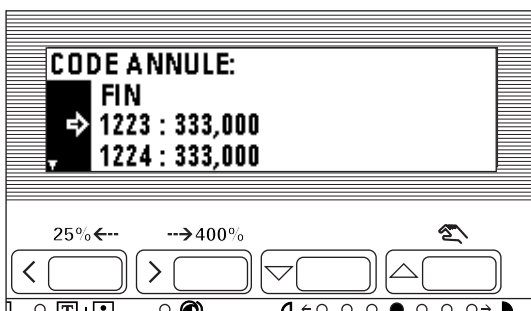 CODE ANNULE:
FIN
1223 : 333,000
1224 : 333,000
25% 400%
T